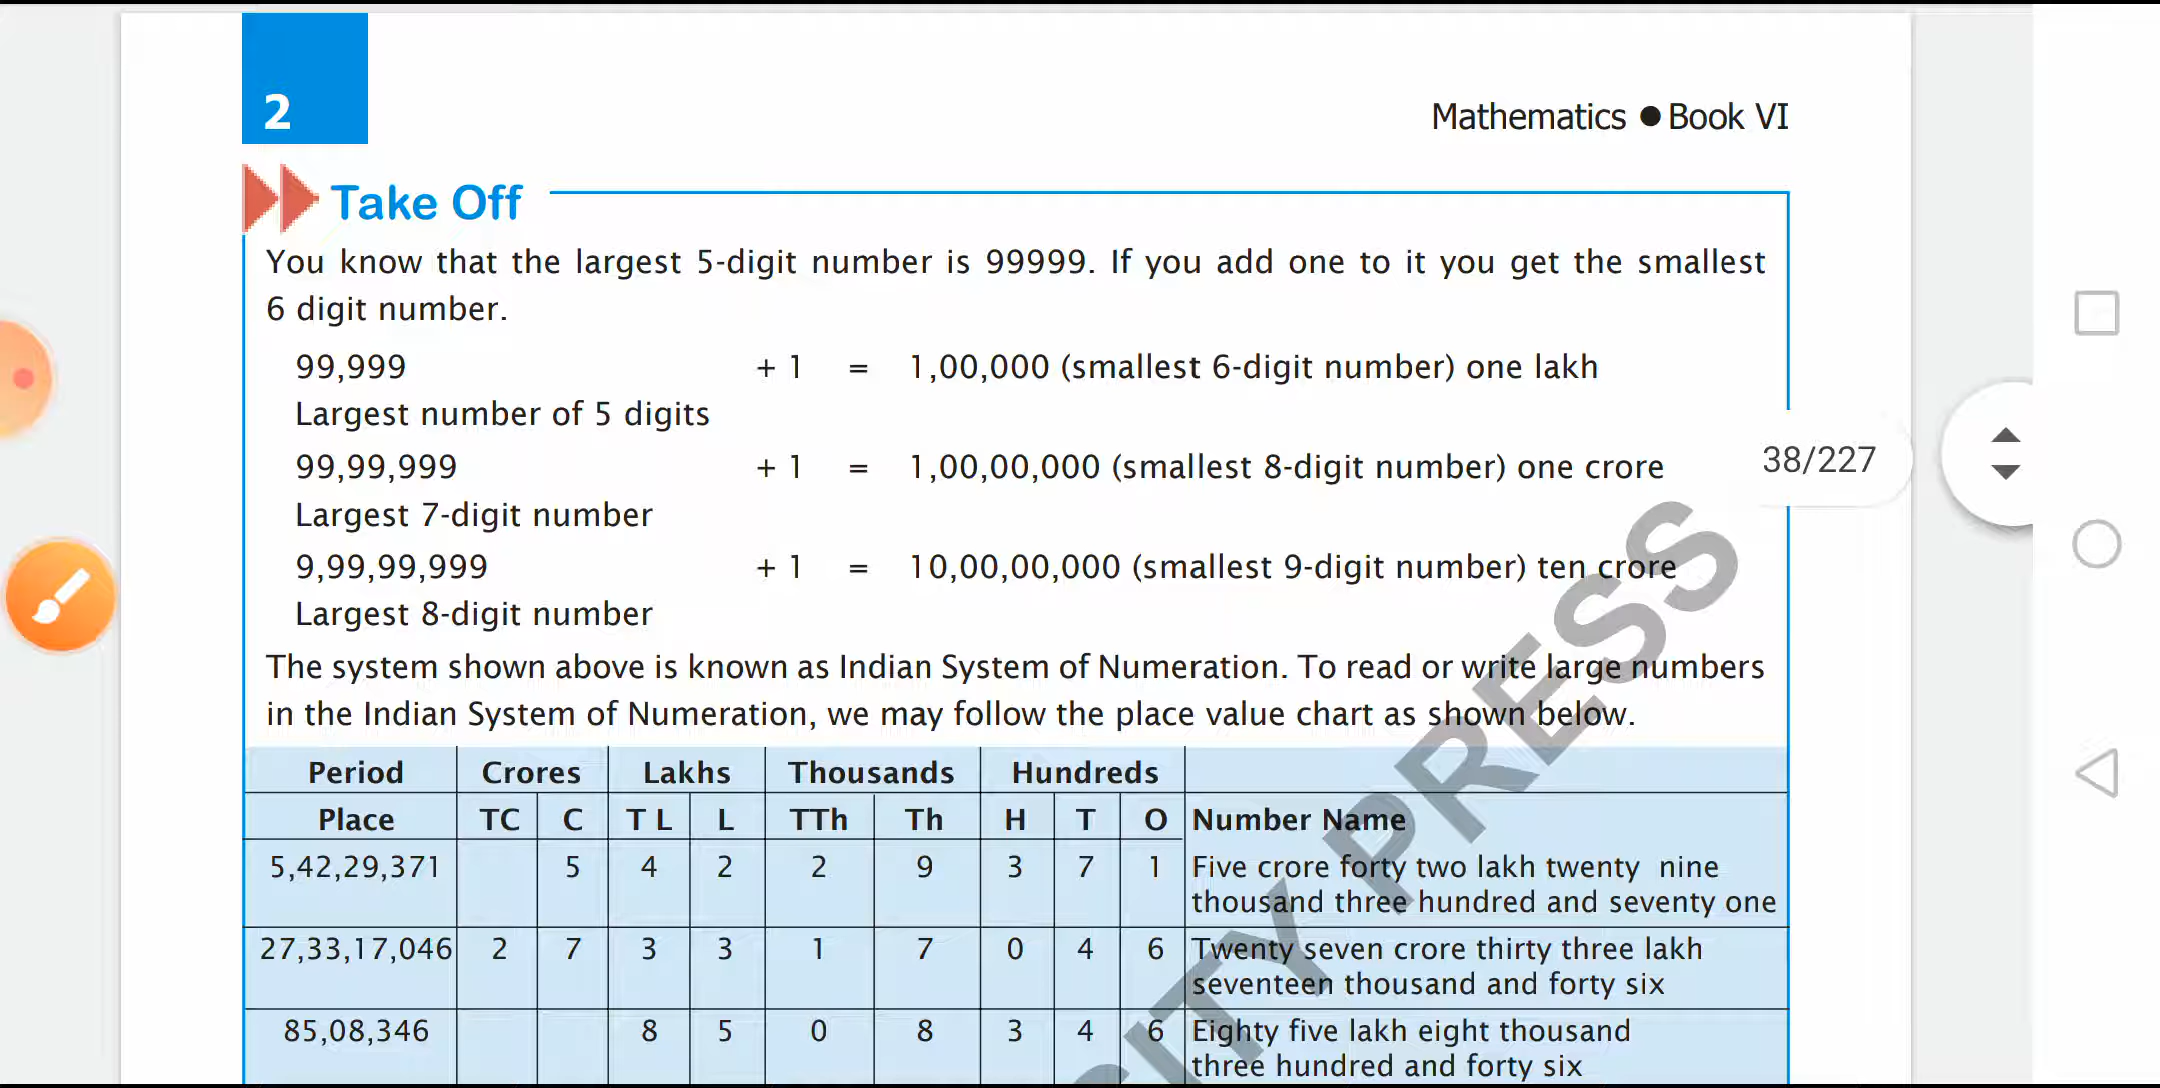 2
Mathematics ● Book VI
Take Off
You know that the largest 5-digit number is 99999. If you add one to it you get the smallest
6 digit number.
99,999 + 1 = 1,00,000 (smallest 6-digit number) one lakh
Largest number of 5 digits
99,99,999 + 1 = 1,00,00,000 (smallest 8-digit number) one crore
38/227
Largest 7-digit number
9,99,99,999 + 1 = 10,00,00,000 (smallest 9-digit number) ten crore
Largest 8-digit number
The system shown above is known as Indian System of Numeration. To read or write large numbers
in the Indian System of Numeration, we may follow the place value chart as shown below.
Period Crores Lakhs Thousands Hundreds
Place TC C T L L TTh Th H T O Number Name
5,42,29,371 5 4 2 2 9 3 7 1 Five crore forty two lakh twenty nine
thousand three hundred and seventy one
27,33,17,046 2 7 3 3 1 7 0 4 6 Twenty seven crore thirty three lakh
seventeen thousand and forty six
85,08,346 8 5 0 8 3 4 6 Eighty five lakh eight thousand
three hundred and forty six
PRESS